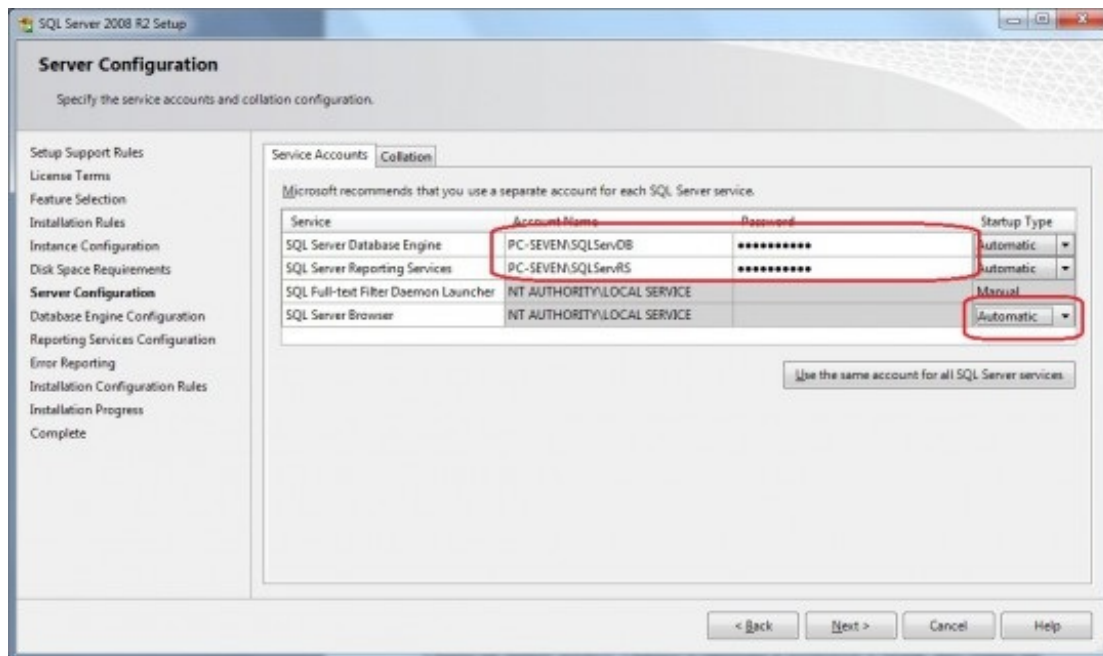 SQL Server 2008 R2 Setup
Server Configuration
Specify the service accounts and collation configuration.
Setup Support Rules
License Terms
Feature Selection
Installation Rules
Instance Configuration
Disk Space Requirements
Server Configuration
Database Engine Configuration
Reporting Services Configuration
Error Reporting
Installation Configuration Rules
Installation Progress
Complete
Service Accounts Collation
Microsoft recommends that you use a separate account for each SQL Server service.
Service Account Name Password Startup Type
SQL Server Database Engine PC-SEVEN\SQLServDB ●●●●●●●●●● Automatic
SQL Server Reporting Services PC-SEVEN\SQLServRS ●●●●●●●●●● Automatic
SQL Full-text Filter Daemon Launcher NT AUTHORITY\LOCAL SERVICE Manual
SQL Server Browser NT AUTHORITY\LOCAL SERVICE Automatic
Use the same account for all SQL Server services
< Back Next > Cancel Help